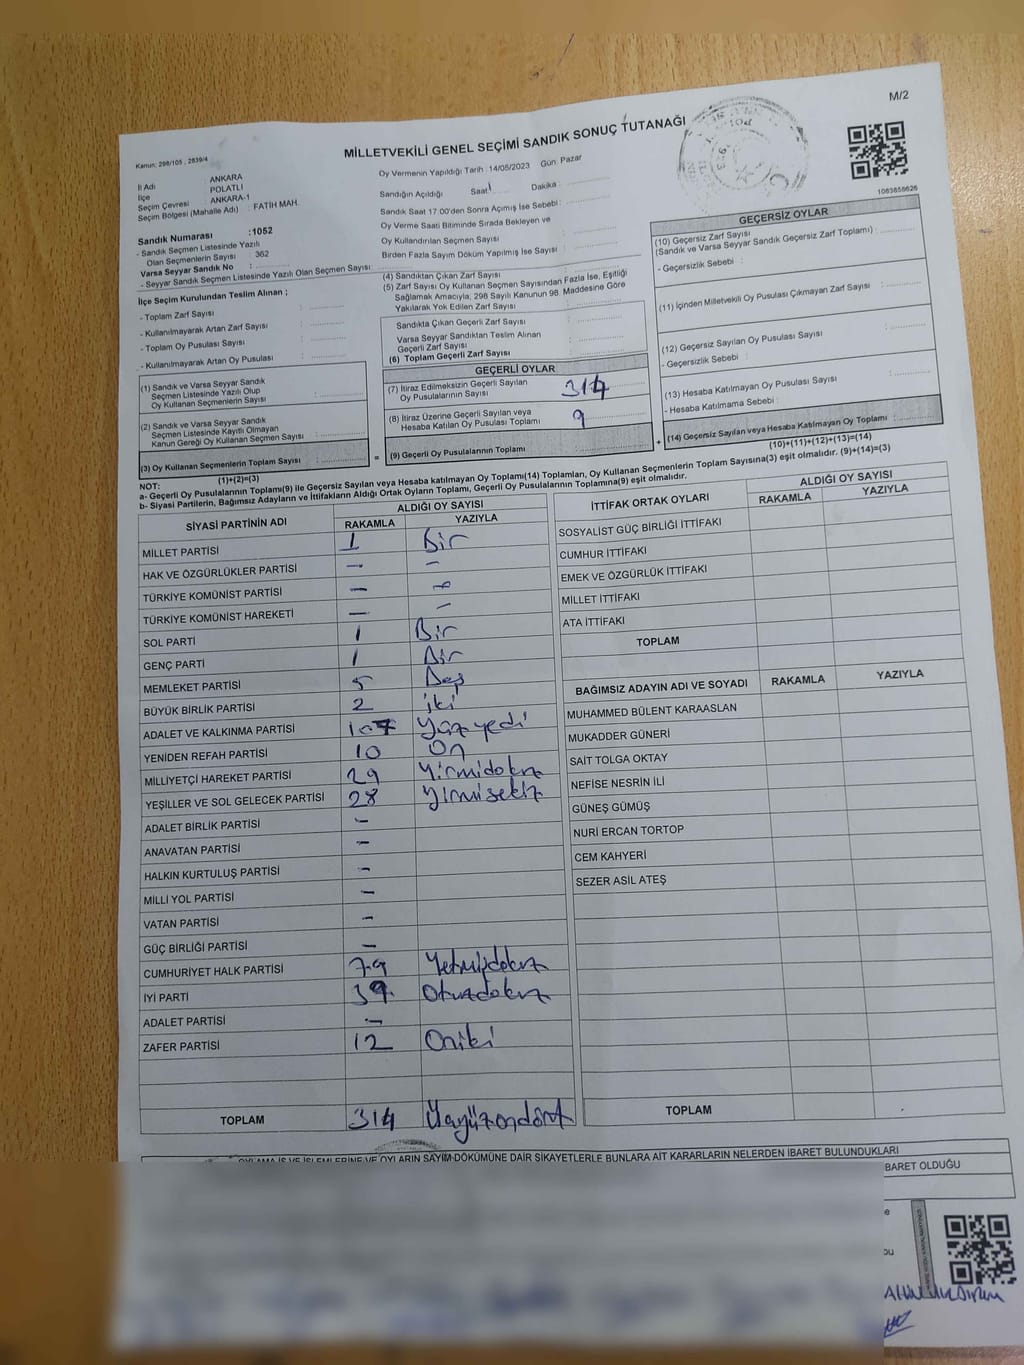 M/2
MİLLETVEKİLİ GENEL SEÇİMİ SANDIK SONUÇ TUTANAĞI
Kanun: 298/105 , 2839/4
İl Adı : ANKARA
İlçe : POLATLI
Seçim Çevresi : ANKARA-1
Seçim Bölgesi (Mahalle Adı) : FATİH MAH.
Sandık Numarası :1052
- Sandık Seçmen Listesinde Yazılı
Olan Seçmenlerin Sayısı : 362
Varsa Seyyar Sandık No :
- Seyyar Sandık Seçmen Listesinde Yazılı Olan Seçmen Sayısı:
Oy Vermenin Yapıldığı Tarih : 14/05/2023 Gün: Pazar
Sandığın Açıldığı Saat Dakika :
Sandık Saat 17.00'den Sonra Açımış İse Sebebi:
Oy Verme Saati Bitiminde Sırada Bekleyen ve
Oy Kullandırılan Seçmen Sayısı :
Birden Fazla Sayım Döküm Yapılmış İse Sayısı :
1063858626
İlçe Seçim Kurulundan Teslim Alınan ;
- Toplam Zarf Sayısı :
- Kullanılmayarak Artan Zarf Sayısı :
- Toplam Oy Pusulası Sayısı :
- Kullanılmayarak Artan Oy Pusulası :
(1) Sandık ve Varsa Seyyar Sandık
Seçmen Listesinde Yazılı Olup
Oy Kullanan Seçmenlerin Sayısı :
(2) Sandık ve Varsa Seyyar Sandık
Seçmen Listesinde Kayıtlı Olmayan
Kanun Gereği Oy Kullanan Seçmen Sayısı :
(3) Oy Kullanan Seçmenlerin Toplam Sayısı :
(1)+(2)=(3)
(4) Sandıktan Çıkan Zarf Sayısı :
(5) Zarf Sayısı Oy Kullanan Seçmen Sayısından Fazla İse, Eşitliği
Sağlamak Amacıyla, 298 Sayılı Kanunun 98. Maddesine Göre
Yakılarak Yok Edilen Zarf Sayısı :
Sandıkta Çıkan Geçerli Zarf Sayısı :
Varsa Seyyar Sandıktan Teslim Alınan
Geçerli Zarf Sayısı :
(6) Toplam Geçerli Zarf Sayısı :
GEÇERLİ OYLAR
(7) İtiraz Edilmeksizin Geçerli Sayılan
Oy Pusulalarının Sayısı : 314
(8) İtiraz Üzerine Geçerli Sayılan veya
Hesaba Katılan Oy Pusulası Toplamı : 9
= (9) Geçerli Oy Pusulalarının Toplamı :
GEÇERSİZ OYLAR
(10) Geçersiz Zarf Sayısı
(Sandık ve Varsa Seyyar Sandık Geçersiz Zarf Toplamı) :
- Geçersizlik Sebebi :
(11) İçinden Milletvekili Oy Pusulası Çıkmayan Zarf Sayısı :
(12) Geçersiz Sayılan Oy Pusulası Sayısı :
- Geçersizlik Sebebi :
(13) Hesaba Katılmayan Oy Pusulası Sayısı :
- Hesaba Katılmama Sebebi :
+ (14) Geçersiz Sayılan veya Hesaba Katılmayan Oy Toplamı :
(10)+(11)+(12)+(13)=(14)
NOT:
a- Geçerli Oy Pusulalarının Toplamı(9) ile Geçersiz Sayılan veya Hesaba katılmayan Oy Toplamı(14) Toplamları, Oy Kullanan Seçmenlerin Toplam Sayısına(3) eşit olmalıdır. (9)+(14)=(3)
b- Siyasi Partilerin, Bağımsız Adayların ve İttifakların Aldığı Ortak Oyların Toplamı, Geçerli Oy Pusulalarının Toplamına(9) eşit olmalıdır.
SİYASİ PARTİNİN ADI ALDIĞI OY SAYISI
RAKAMLA YAZIYLA
MİLLET PARTİSİ 1 Bir
HAK VE ÖZGÜRLÜKLER PARTİSİ - -
TÜRKİYE KOMÜNİST PARTİSİ - -
TÜRKİYE KOMÜNİST HAREKETİ - -
SOL PARTİ 1 Bir
GENÇ PARTİ 1 Bir
MEMLEKET PARTİSİ 5 Beş
BÜYÜK BİRLİK PARTİSİ 2 iki
ADALET VE KALKINMA PARTİSİ 107 Yüzyedi
YENİDEN REFAH PARTİSİ 10 On
MİLLİYETÇİ HAREKET PARTİSİ 29 Yirmidokuz
YEŞİLLER VE SOL GELECEK PARTİSİ 28 Yirmisekiz
ADALET BİRLİK PARTİSİ -
ANAVATAN PARTİSİ -
HALKIN KURTULUŞ PARTİSİ -
MİLLİ YOL PARTİSİ -
VATAN PARTİSİ -
GÜÇ BİRLİĞİ PARTİSİ -
CUMHURİYET HALK PARTİSİ 79 Yetmişdokuz
İYİ PARTİ 39 Otuzdokuz
ADALET PARTİSİ -
ZAFER PARTİSİ 12 Oniki
TOPLAM 314 Üçyüzondört
İTTİFAK ORTAK OYLARI ALDIĞI OY SAYISI
RAKAMLA YAZIYLA
SOSYALİST GÜÇ BİRLİĞİ İTTİFAKI
CUMHUR İTTİFAKI
EMEK VE ÖZGÜRLÜK İTTİFAKI
MİLLET İTTİFAKI
ATA İTTİFAKI
TOPLAM
BAĞIMSIZ ADAYIN ADI VE SOYADI RAKAMLA YAZIYLA
MUHAMMED BÜLENT KARAASLAN
MUKADDER GÜNERİ
SAİT TOLGA OKTAY
NEFİSE NESRİN İLİ
GÜNEŞ GÜMÜŞ
NURİ ERCAN TORTOP
CEM KAHYERİ
SEZER ASİL ATEŞ
TOPLAM
OYLAMA İŞ VE İŞLEMLERİNE VE OYLARIN SAYIM-DÖKÜMÜNE DAİR ŞİKAYETLERLE BUNLARA AİT KARARLARIN NELERDEN İBARET BULUNDUKLARI
BARET OLDUĞU